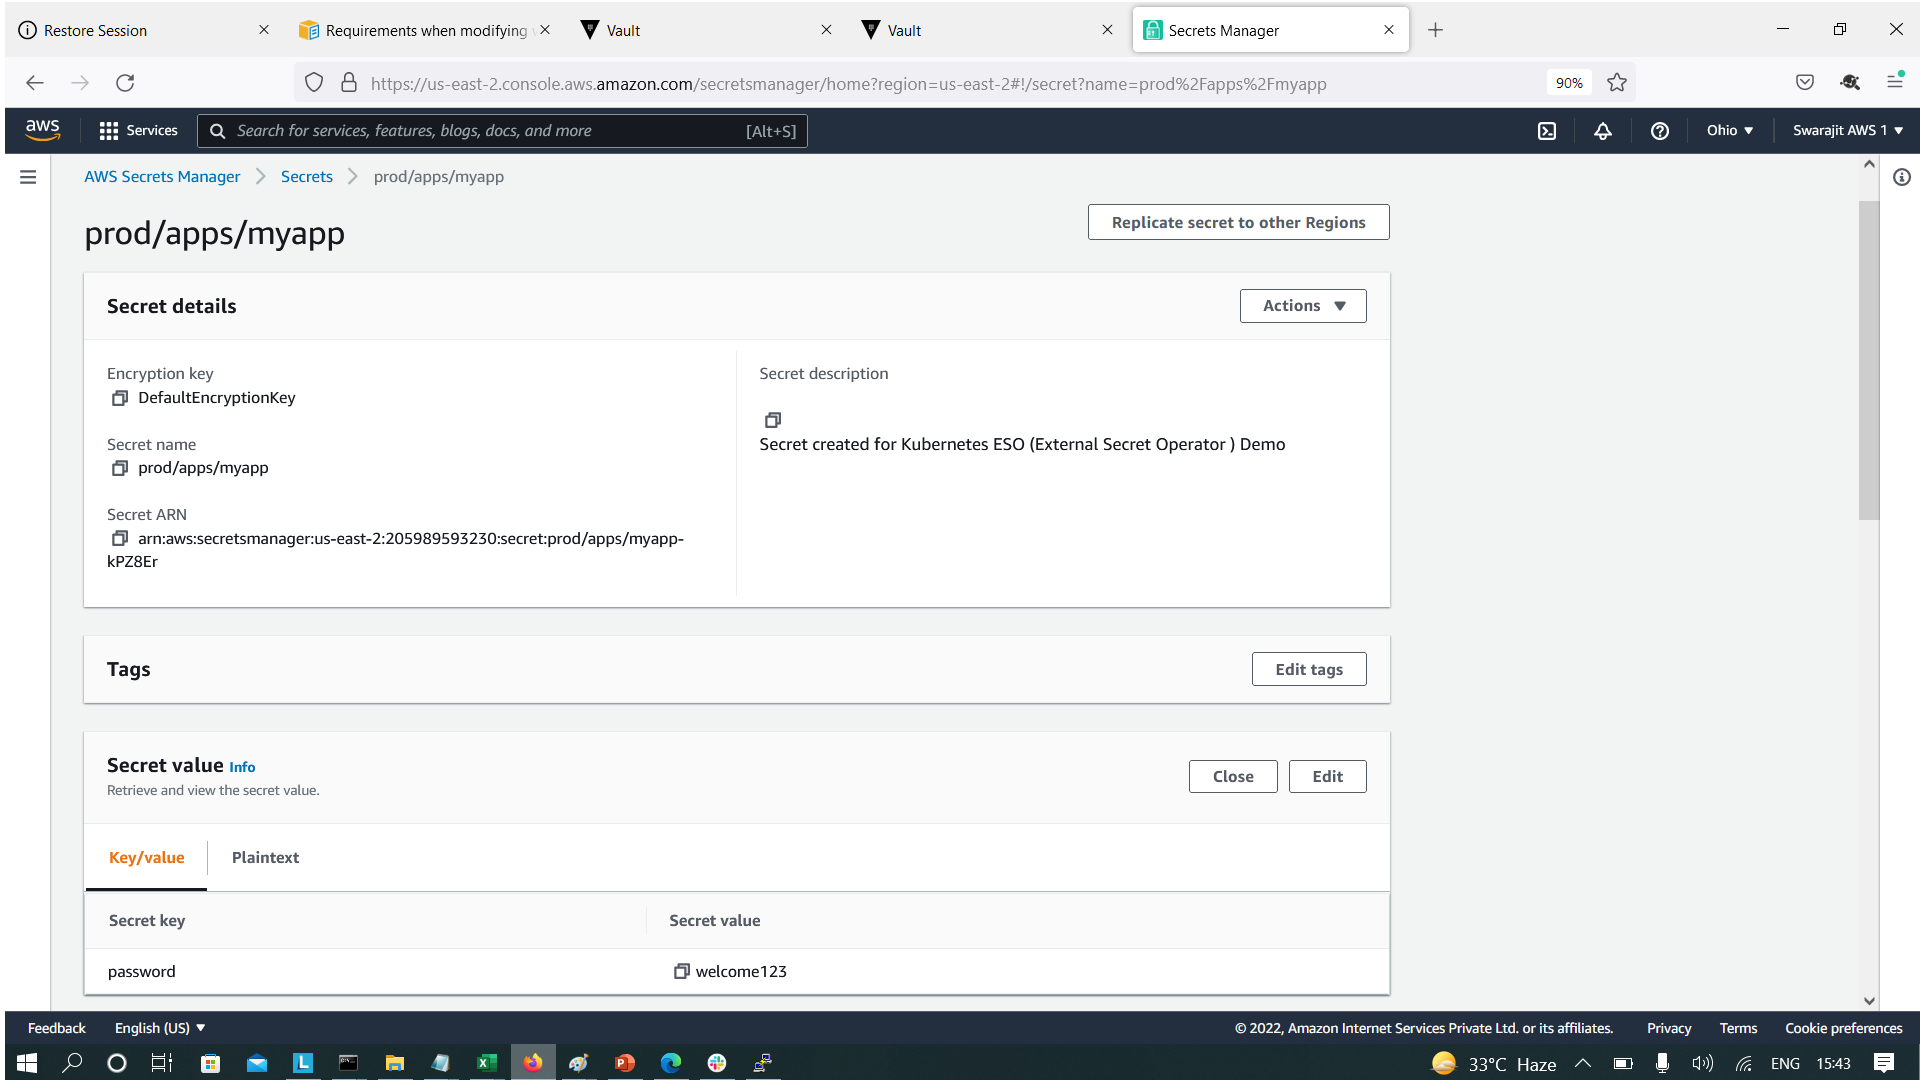 Restore Session
Requirements when modifying
Vault
Vault
Secrets Manager
https://us-east-2.console.aws.amazon.com/secretsmanager/home?region=us-east-2#!/secret?name=prod%2Fapps%2Fmyapp
90%
aws
Services
Search for services, features, blogs, docs, and more
[Alt+S]
Ohio
Swarajit AWS 1
AWS Secrets Manager
Secrets
prod/apps/myapp
prod/apps/myapp
Replicate secret to other Regions
Secret details
Actions
Encryption key
DefaultEncryptionKey
Secret name
prod/apps/myapp
Secret ARN
arn:aws:secretsmanager:us-east-2:205989593230:secret:prod/apps/myapp-
kPZ8Er
Secret description
Secret created for Kubernetes ESO (External Secret Operator ) Demo
Tags
Edit tags
Secret value Info
Retrieve and view the secret value.
Close
Edit
Key/value
Plaintext
Secret key
Secret value
password
welcome123
Feedback
English (US)
© 2022, Amazon Internet Services Private Ltd. or its affiliates.
Privacy
Terms
Cookie preferences
33°C Haze
ENG
15:43